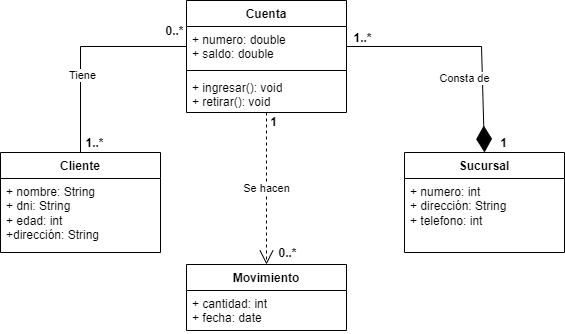 Cuenta
+ numero: double
+ saldo: double
+ ingresar(): void
+ retirar(): void
0..*
1..*
Tiene
Consta de
1..*
1
1
Cliente
+ nombre: String
+ dni: String
+ edad: int
+dirección: String
Se hacen
Sucursal
+ numero: int
+ dirección: String
+ telefono: int
0..*
Movimiento
+ cantidad: int
+ fecha: date